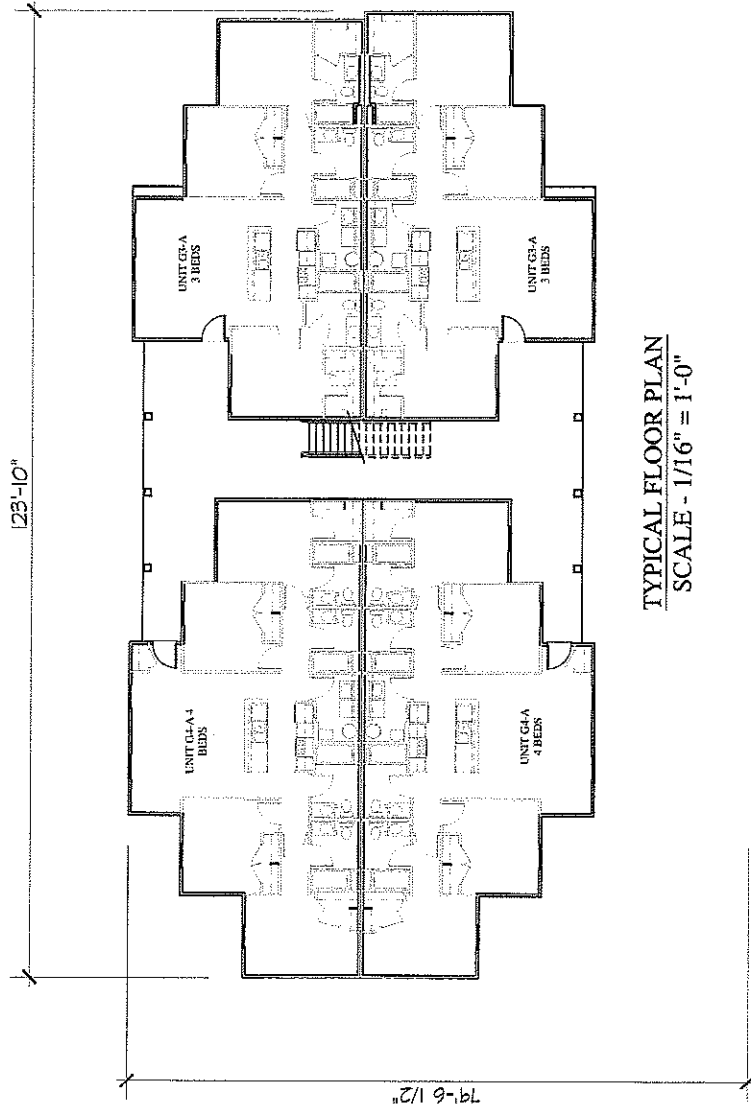 123'-10"
UNIT G4-A-4
BEDS
UNIT G3-A
3 BEDS
UNIT G4-A
4 BEDS
UNIT G3-A
3 BEDS
79'-6 1/2"
TYPICAL FLOOR PLAN
SCALE - 1/16" = 1'-0"